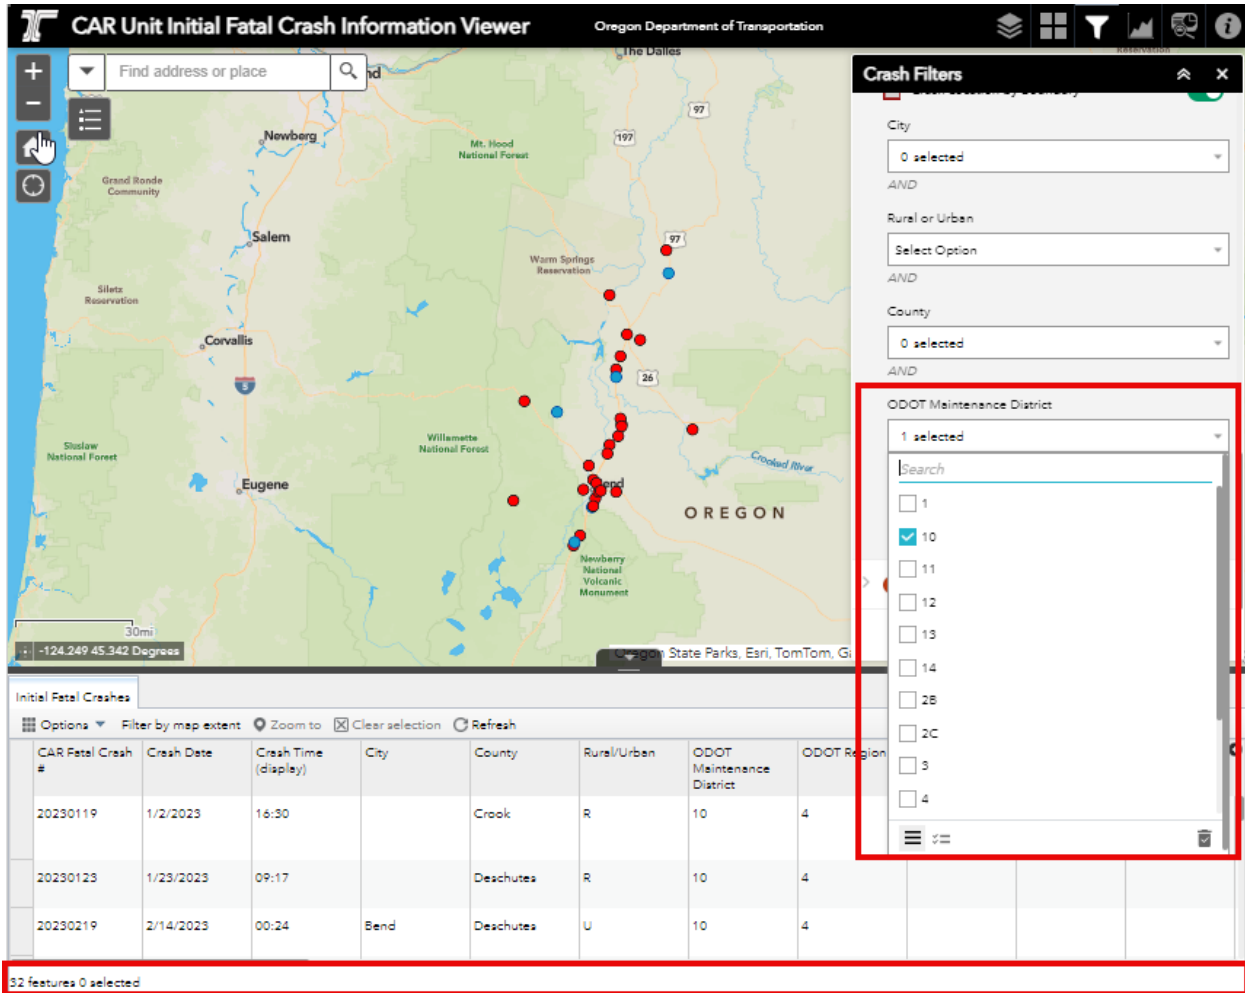 CAR Unit Initial Fatal Crash Information Viewer
Oregon Department of Transportation
Find address or place
nd
The Dalles
Reservation
97
197
Newberg
Mt. Hood
National Forest
Grand Ronde
Community
Salem
97
Warm Springs
Reservation
Siletz
Reservation
Corvallis
5
26
Siuslaw
National Forest
Willamette
National Forest
Crooked River
Eugene
Bend
OREGON
Newberry
National
Volcanic
Monument
30mi
-124.249 45.342 Degrees
Oregon State Parks, Esri, TomTom, G
Crash Filters
City
0 selected
AND
Rural or Urban
Select Option
AND
County
0 selected
AND
ODOT Maintenance District
1 selected
Search
1
10
11
12
13
14
2B
2C
3
4
Initial Fatal Crashes
Options Filter by map extent Zoom to Clear selection Refresh
CAR Fatal Crash # Crash Date Crash Time (display) City County Rural/Urban ODOT Maintenance District ODOT Region
20230119 1/2/2023 16:30 Crook R 10 4
20230123 1/23/2023 09:17 Deschutes R 10 4
20230219 2/14/2023 00:24 Bend Deschutes U 10 4
32 features 0 selected